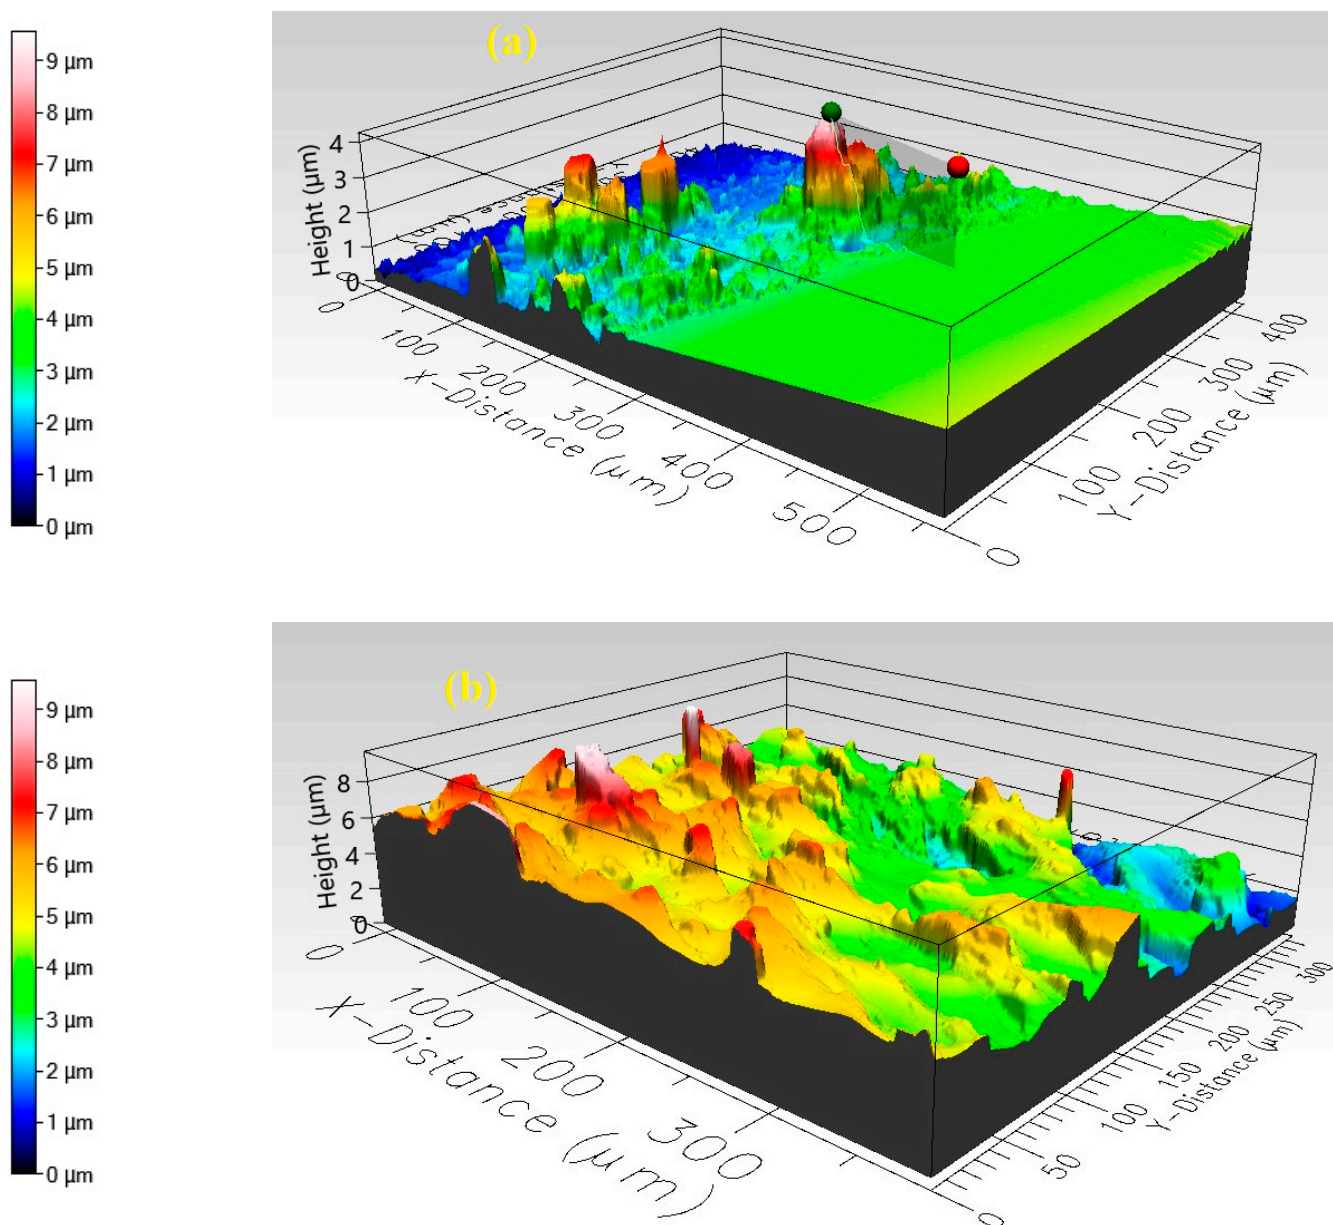 (a)
9 µm
8 µm
7 µm
6 µm
5 µm
4 µm
3 µm
2 µm
1 µm
0 µm
Height (µm)
4
3
2
1
0
0
100
200
300
400
500
X-Distance (µm)
0
100
200
300
400
Y-Distance (µm)
(b)
9 µm
8 µm
7 µm
6 µm
5 µm
4 µm
3 µm
2 µm
1 µm
0 µm
Height (µm)
8
6
4
2
0
0
100
200
300
X-Distance (µm)
0
50
100
150
200
250
300
Y-Distance (µm)